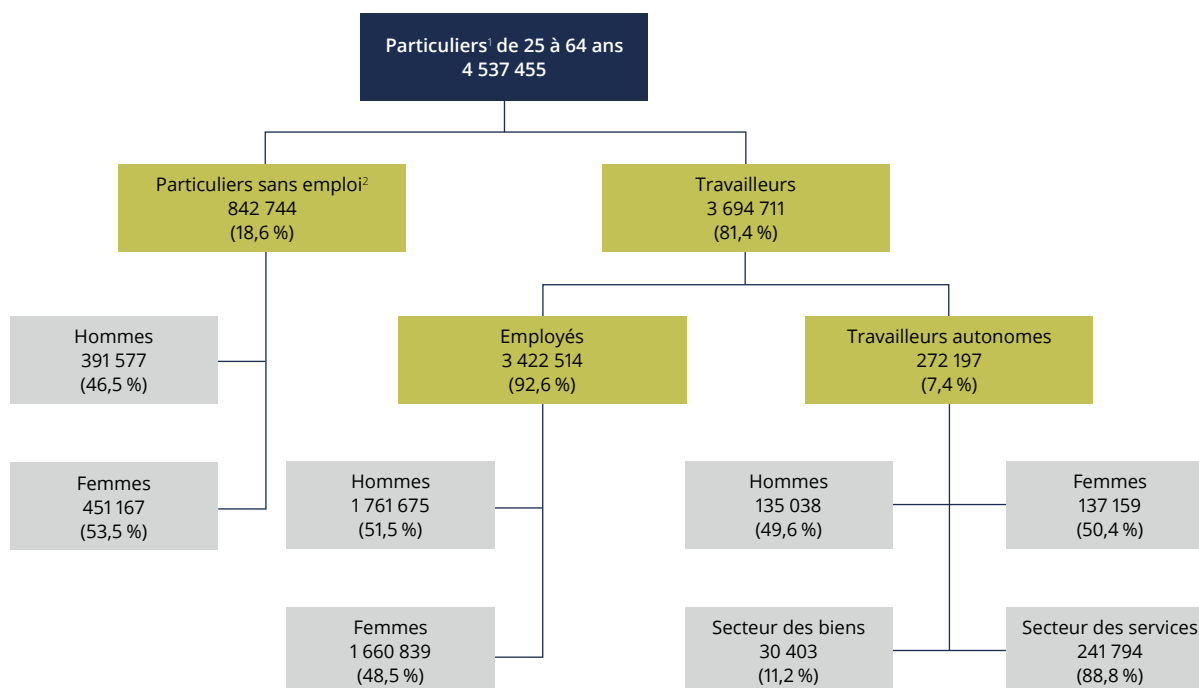 Particuliers¹ de 25 à 64 ans
4 537 455
Particuliers sans emploi²
842 744
(18,6 %)
Travailleurs
3 694 711
(81,4 %)
Hommes
391 577
(46,5 %)
Employés
3 422 514
(92,6 %)
Travailleurs autonomes
272 197
(7,4 %)
Femmes
451 167
(53,5 %)
Hommes
1 761 675
(51,5 %)
Hommes
135 038
(49,6 %)
Femmes
137 159
(50,4 %)
Femmes
1 660 839
(48,5 %)
Secteur des biens
30 403
(11,2 %)
Secteur des services
241 794
(88,8 %)